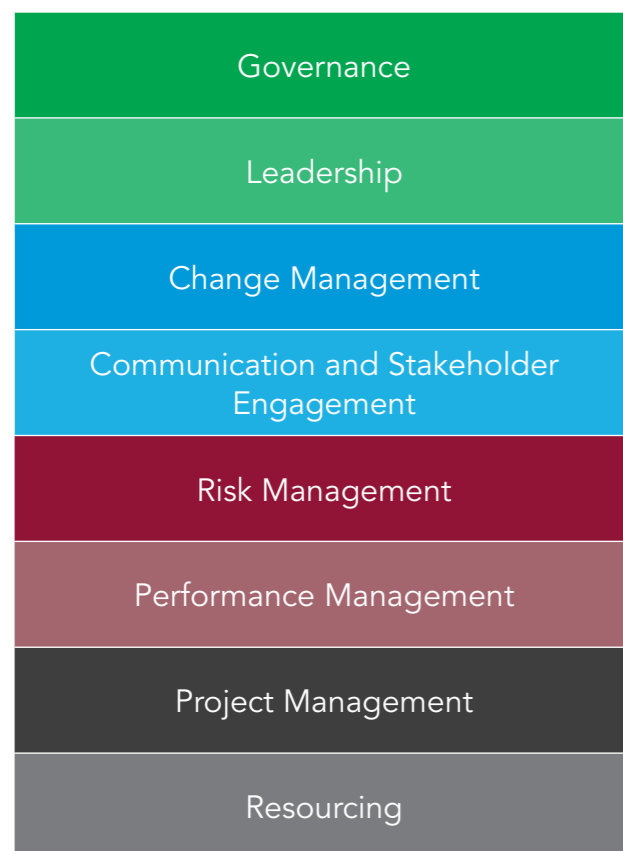 Governance
Leadership
Change Management
Communication and Stakeholder
Engagement
Risk Management
Performance Management
Project Management
Resourcing